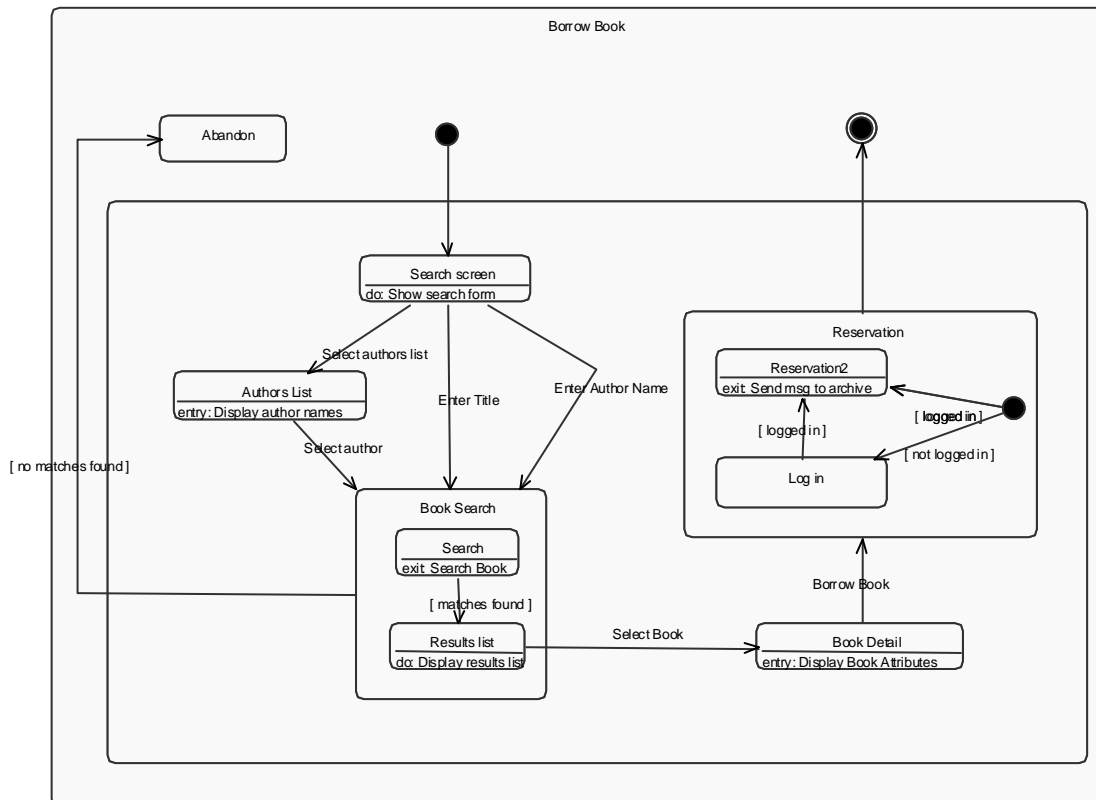 Borrow Book
Abandon
Search screen
do: Show search form
Select authors list
Authors List
entry: Display author names
Enter Title
Enter Author Name
Select author
[ no matches found ]
Book Search
Search
exit: Search Book
[ matches found ]
Results list
do: Display results list
Select Book
Book Detail
entry: Display Book Attributes
Borrow Book
Reservation
Reservation2
exit: Send msg to archive
[ logged in ]
[ logged in ]
[ not logged in ]
Log in